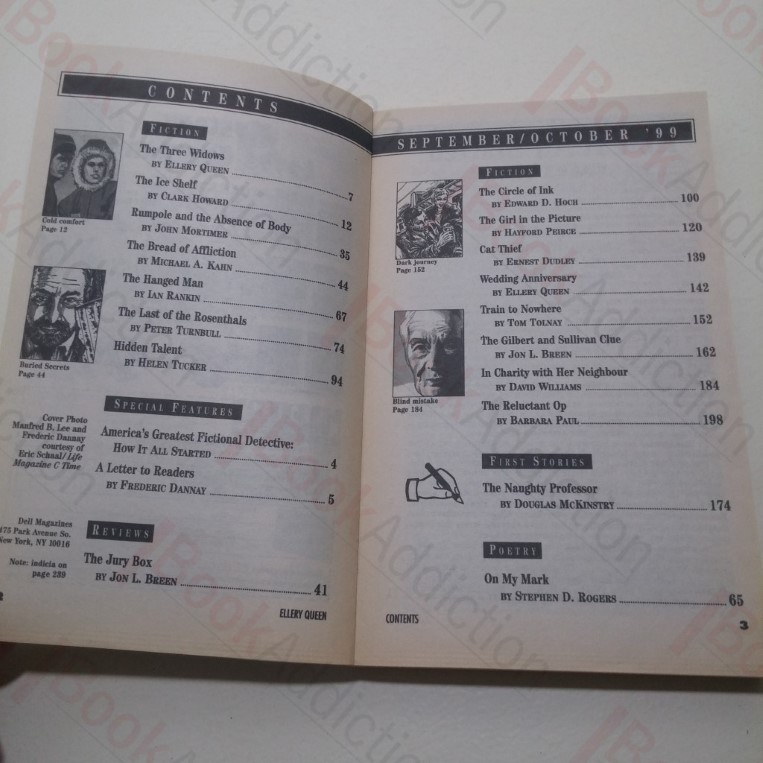 CONTENTS
FICTION
The Three Widows
BY ELLERY QUEEN 7
The Ice Shelf
BY CLARK HOWARD 12
Rumpole and the Absence of Body
BY JOHN MORTIMER 35
The Bread of Affliction
BY MICHAEL A. KAHN 44
The Hanged Man
BY IAN RANKIN 67
The Last of the Rosenthals
BY PETER TURNBULL 74
Hidden Talent
BY HELEN TUCKER 94
Cold comfort
Page 12
Buried Secrets
Page 44
SPECIAL FEATURES
America's Greatest Fictional Detective:
HOW IT ALL STARTED 4
A Letter to Readers
BY FREDERIC DANNAY 5
Cover Photo
Manfred B. Lee and
Frederic Dannay
courtesy of
Eric Schaal/Life
Magazine C Time
REVIEWS
The Jury Box
BY JON L. BREEN 41
Dell Magazines
475 Park Avenue So.
New York, NY 10016
Note: indicia on
page 239
ELLERY QUEEN
SEPTEMBER/OCTOBER '99
FICTION
The Circle of Ink
BY EDWARD D. HOCH 100
The Girl in the Picture
BY HAYFORD PEIRCE 120
Cat Thief
BY ERNEST DUDLEY 139
Wedding Anniversary
BY ELLERY QUEEN 142
Train to Nowhere
BY TOM TOLNAY 152
The Gilbert and Sullivan Clue
BY JON L. BREEN 162
In Charity with Her Neighbour
BY DAVID WILLIAMS 184
The Reluctant Op
BY BARBARA PAUL 198
Dark journey
Page 152
Blind mistake
Page 184
FIRST STORIES
The Naughty Professor
BY DOUGLAS MCKINSTRY 174
POETRY
On My Mark
BY STEPHEN D. ROGERS 65
CONTENTS
3
BookAddiction